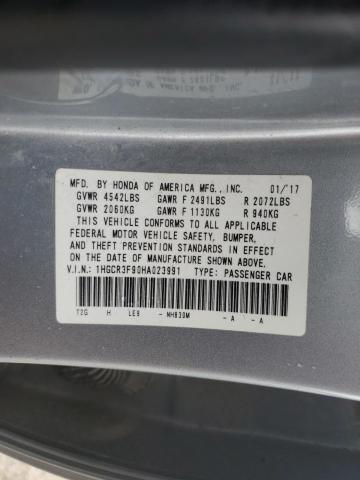 MFD. BY HONDA OF AMERICA MFG., INC. 01/'17
GVWR 4542LBS GAWR F 2491LBS R 2072LBS
GVWR 2060KG GAWR F 1130KG R 940KG
THIS VEHICLE CONFORMS TO ALL APPLICABLE
FEDERAL MOTOR VEHICLE SAFETY, BUMPER,
AND THEFT PREVENTION STANDARDS IN EFFECT
ON THE DATE OF MANUFACTURE SHOWN ABOVE.
V.I.N.: 1HGCR3F90HA023991 TYPE: PASSENGER CAR
T2G H LE9 -NH830M -A -A